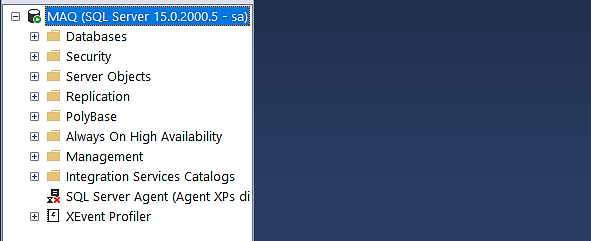 MAQ (SQL Server 15.0.2000.5 - sa)
Databases
Security
Server Objects
Replication
PolyBase
Always On High Availability
Management
Integration Services Catalogs
SQL Server Agent (Agent XPs di
XEvent Profiler